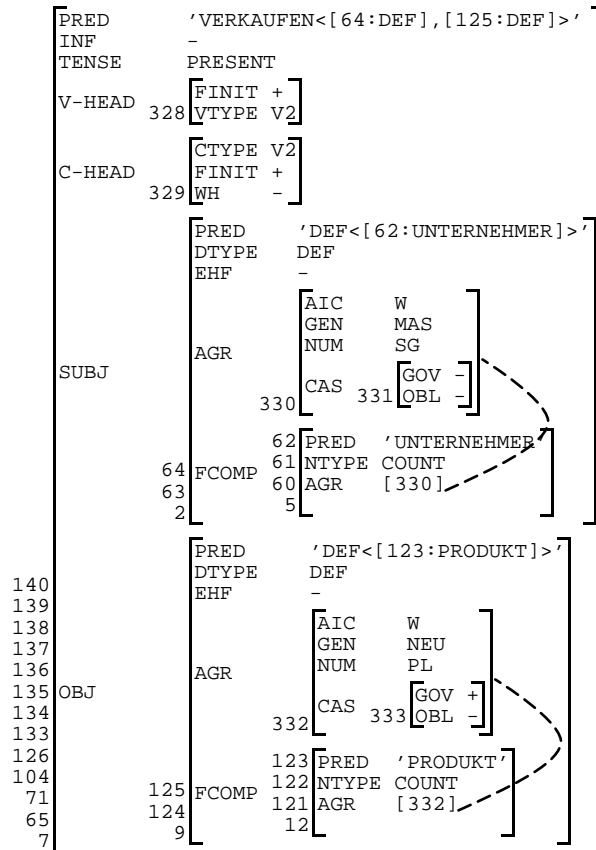 PRED 'VERKAUFEN<[64:DEF],[125:DEF]>'
INF -
TENSE PRESENT
FINIT +
V-HEAD
328 VTYPE V2
CTYPE V2
C-HEAD FINIT +
329 WH -
PRED 'DEF<[62:UNTERNEHMER]>'
DTYPE DEF
EHF -
AIC W
GEN MAS
NUM SG
AGR
SUBJ
GOV -
CAS 331 OBL -
330
62 PRED 'UNTERNEHMER
61 NTYPE COUNT
64 FCOMP
60 AGR [330]
63
5
2
PRED 'DEF<[123:PRODUKT]>'
DTYPE DEF
140
EHF -
139
AIC W
138
GEN NEU
137
NUM PL
136
AGR
135 OBJ
GOV +
134
CAS 333 OBL -
133
332
126
123 PRED 'PRODUKT'
104
122 NTYPE COUNT
71
125 FCOMP
121 AGR [332]
65
124
12
7
9